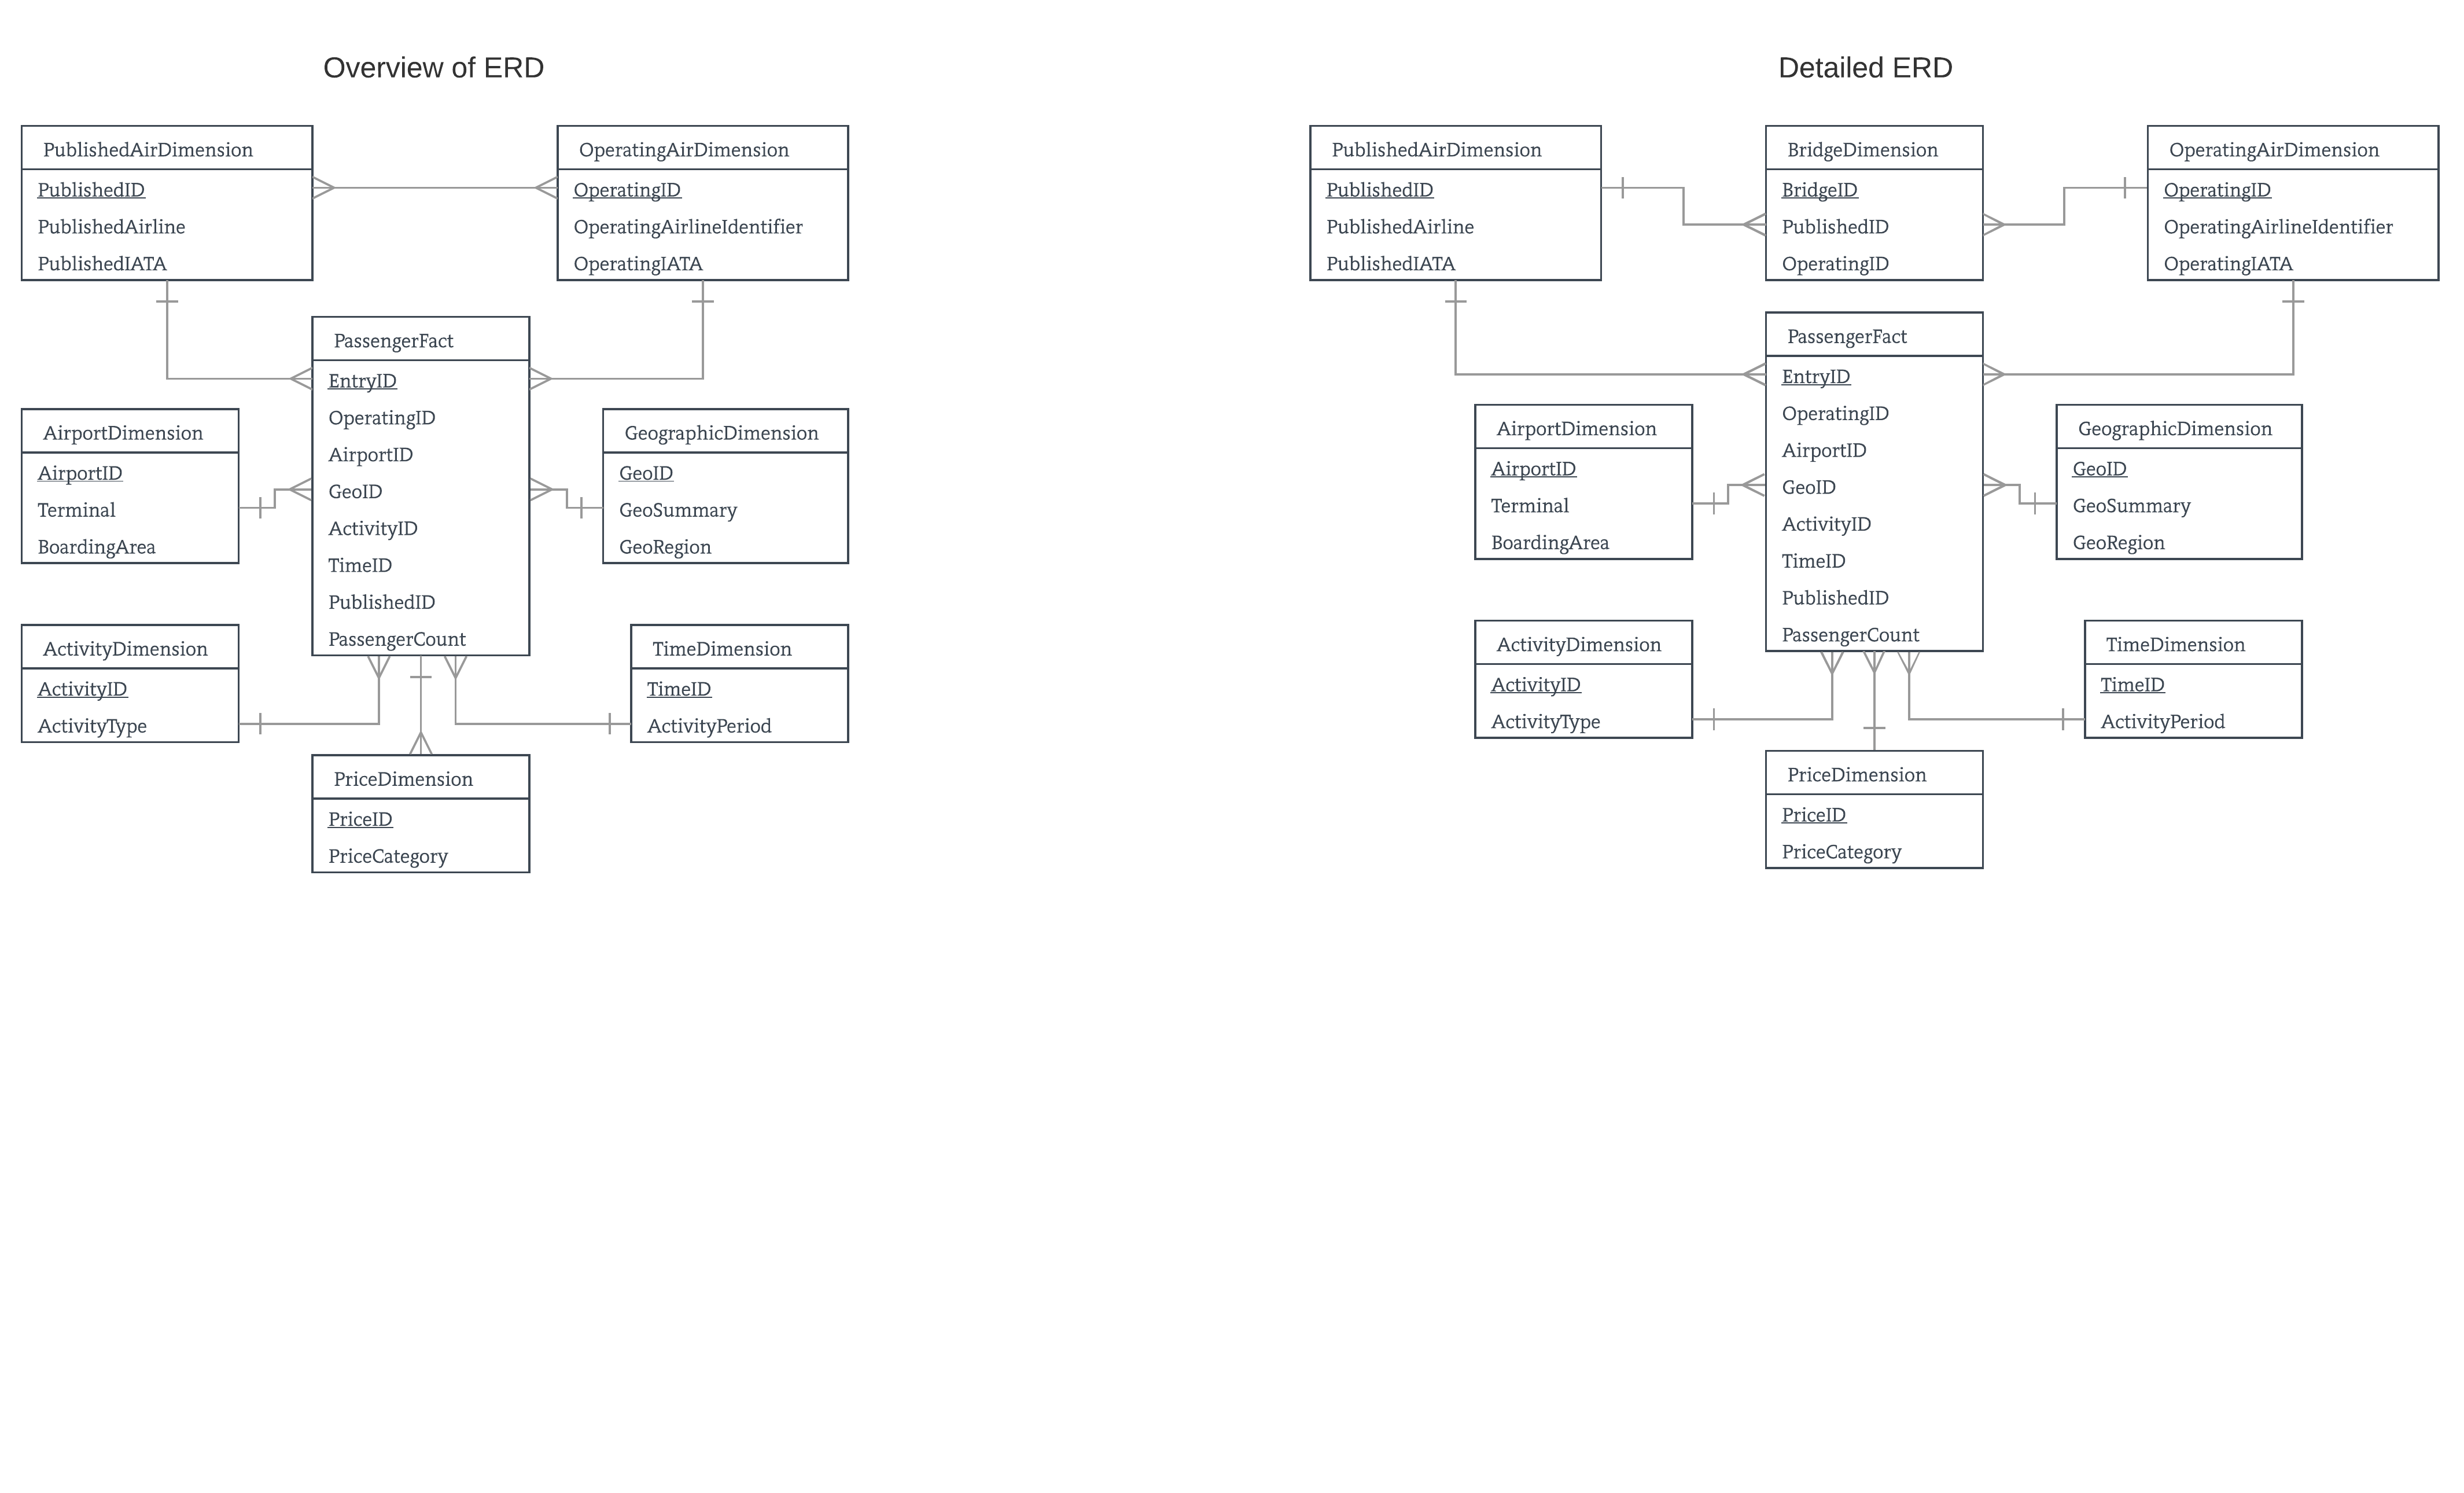 Overview of ERD
PublishedAirDimension
PublishedID
PublishedAirline
PublishedIATA
OperatingAirDimension
OperatingID
OperatingAirlineIdentifier
OperatingIATA
PassengerFact
EntryID
OperatingID
AirportID
GeoID
ActivityID
TimeID
PublishedID
PassengerCount
AirportDimension
AirportID
Terminal
BoardingArea
GeographicDimension
GeoID
GeoSummary
GeoRegion
ActivityDimension
ActivityID
ActivityType
TimeDimension
TimeID
ActivityPeriod
PriceDimension
PriceID
PriceCategory
Detailed ERD
PublishedAirDimension
PublishedID
PublishedAirline
PublishedIATA
BridgeDimension
BridgeID
PublishedID
OperatingID
OperatingAirDimension
OperatingID
OperatingAirlineIdentifier
OperatingIATA
PassengerFact
EntryID
OperatingID
AirportID
GeoID
ActivityID
TimeID
PublishedID
PassengerCount
AirportDimension
AirportID
Terminal
BoardingArea
GeographicDimension
GeoID
GeoSummary
GeoRegion
ActivityDimension
ActivityID
ActivityType
TimeDimension
TimeID
ActivityPeriod
PriceDimension
PriceID
PriceCategory